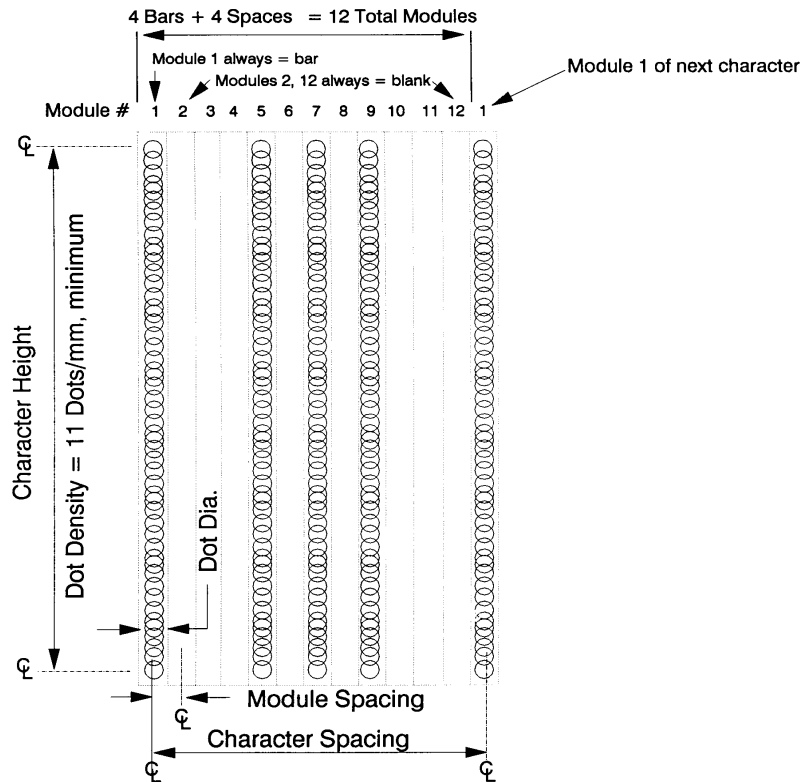 4 Bars + 4 Spaces = 12 Total Modules
Module 1 always = bar
Modules 2, 12 always = blank
Module 1 of next character
Module # 1 2 3 4 5 6 7 8 9 10 11 12 1
℄
Character Height
Dot Density = 11 Dots/mm, minimum
Dot Dia.
℄
Module Spacing
℄
Character Spacing
℄ ℄